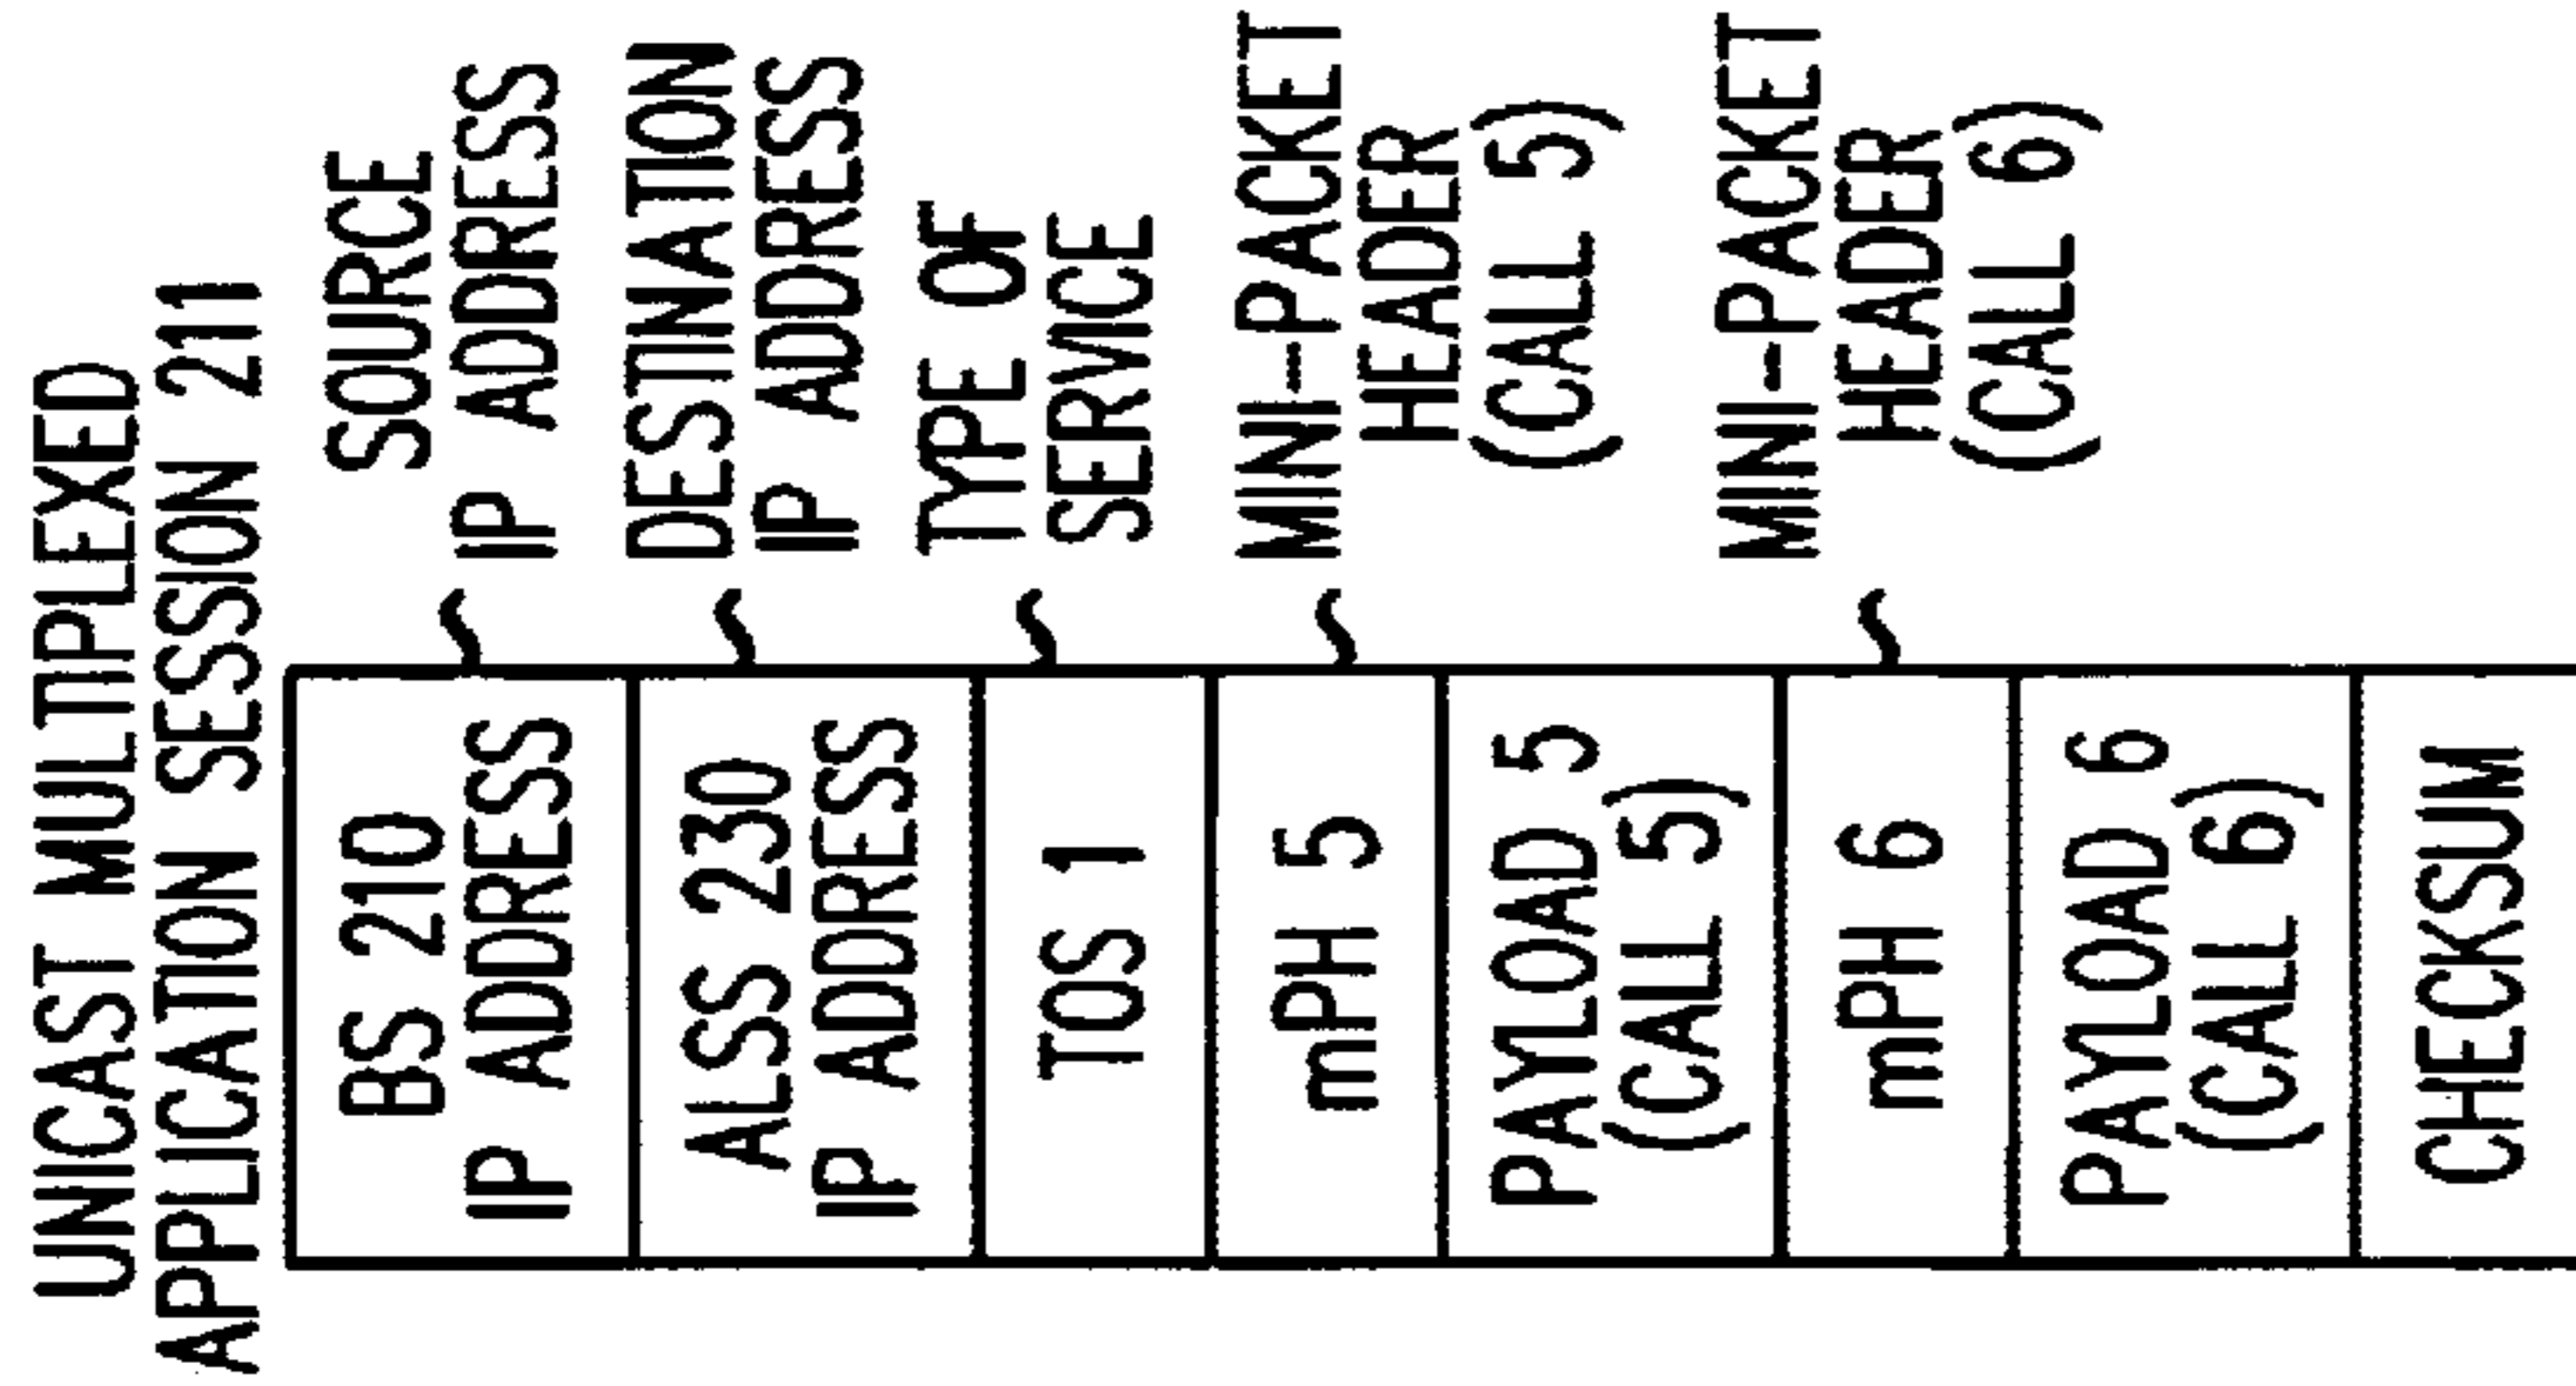 UNICAST MULTIPLEXED
APPLICATION SESSION 211
BS 210
IP ADDRESS
SOURCE
IP ADDRESS
ALSS 230
IP ADDRESS
DESTINATION
IP ADDRESS
TOS 1
TYPE OF
SERVICE
mPH 5
MINI-PACKET
HEADER
(CALL 5)
PAYLOAD 5
(CALL 5)
mPH 6
MINI-PACKET
HEADER
(CALL 6)
PAYLOAD 6
(CALL 6)
CHECKSUM